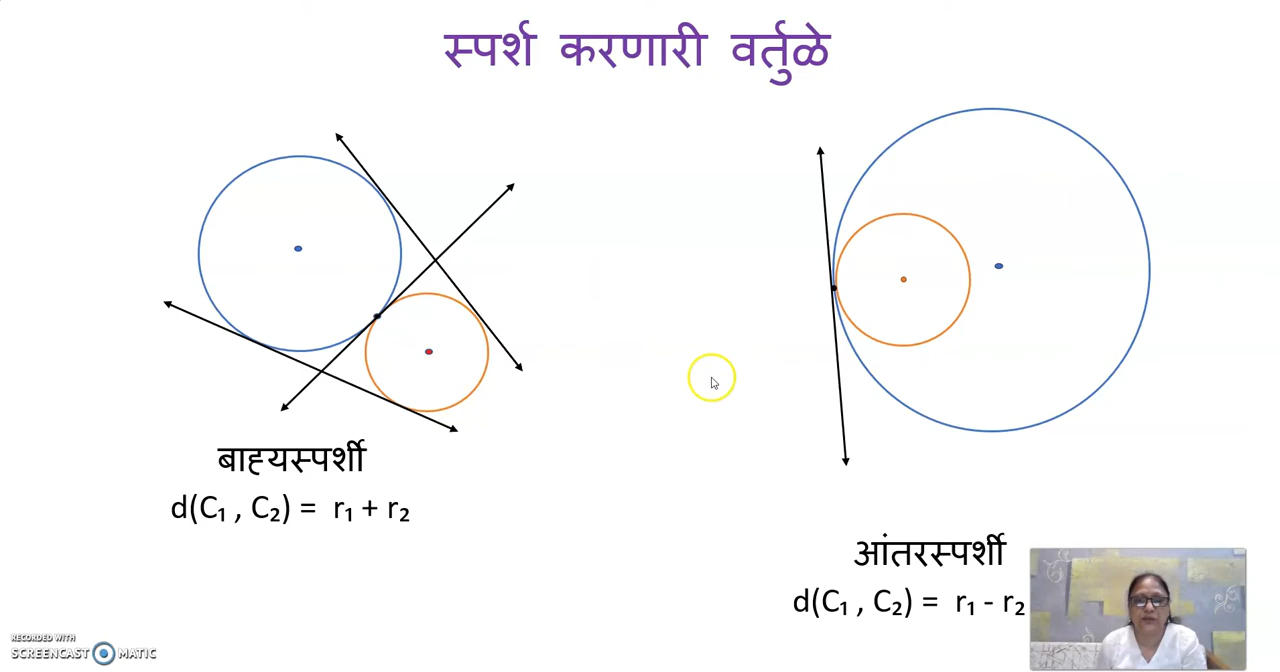 स्पर्श करणारी वर्तुळे
बाह्यस्पर्शी
d(C₁ , C₂) = r₁ + r₂
आंतरस्पर्शी
d(C₁ , C₂) = r₁ - r₂
RECORDED WITH
SCREENCAST MATIC